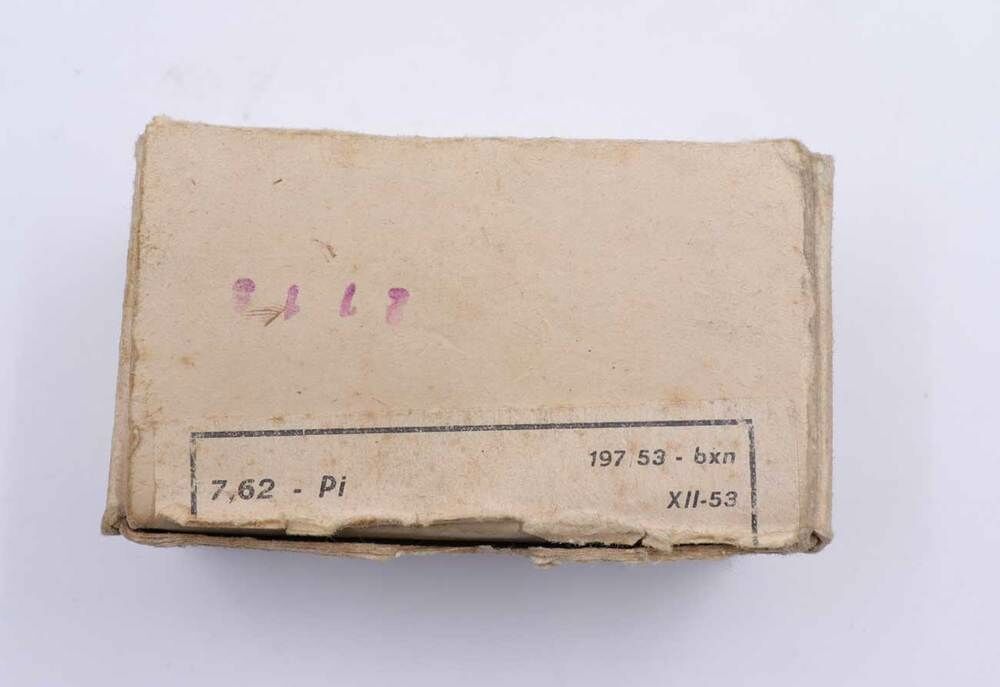 197 53 - bxn
7,62 - Pi
XII-53